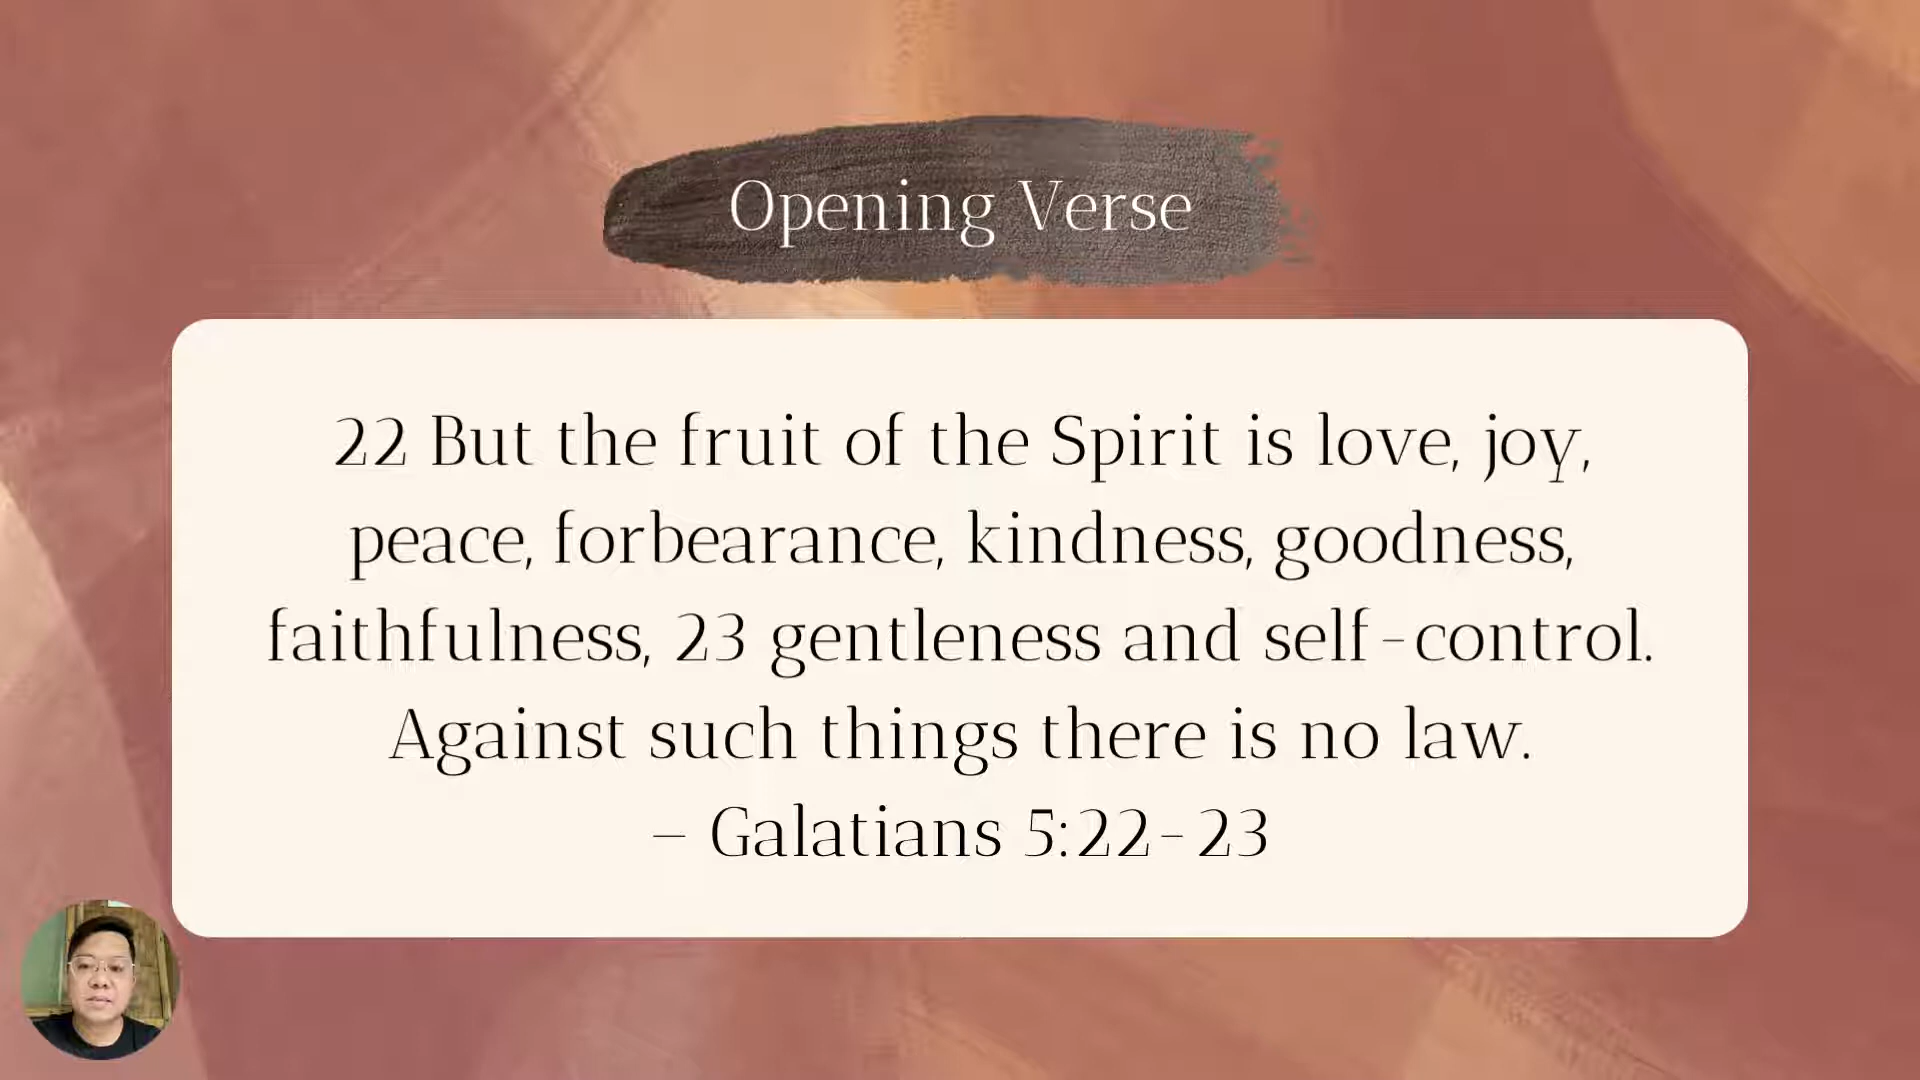 Opening Verse
22 But the fruit of the Spirit is love, joy,
peace, forbearance, kindness, goodness,
faithfulness, 23 gentleness and self-control.
Against such things there is no law.
– Galatians 5:22-23